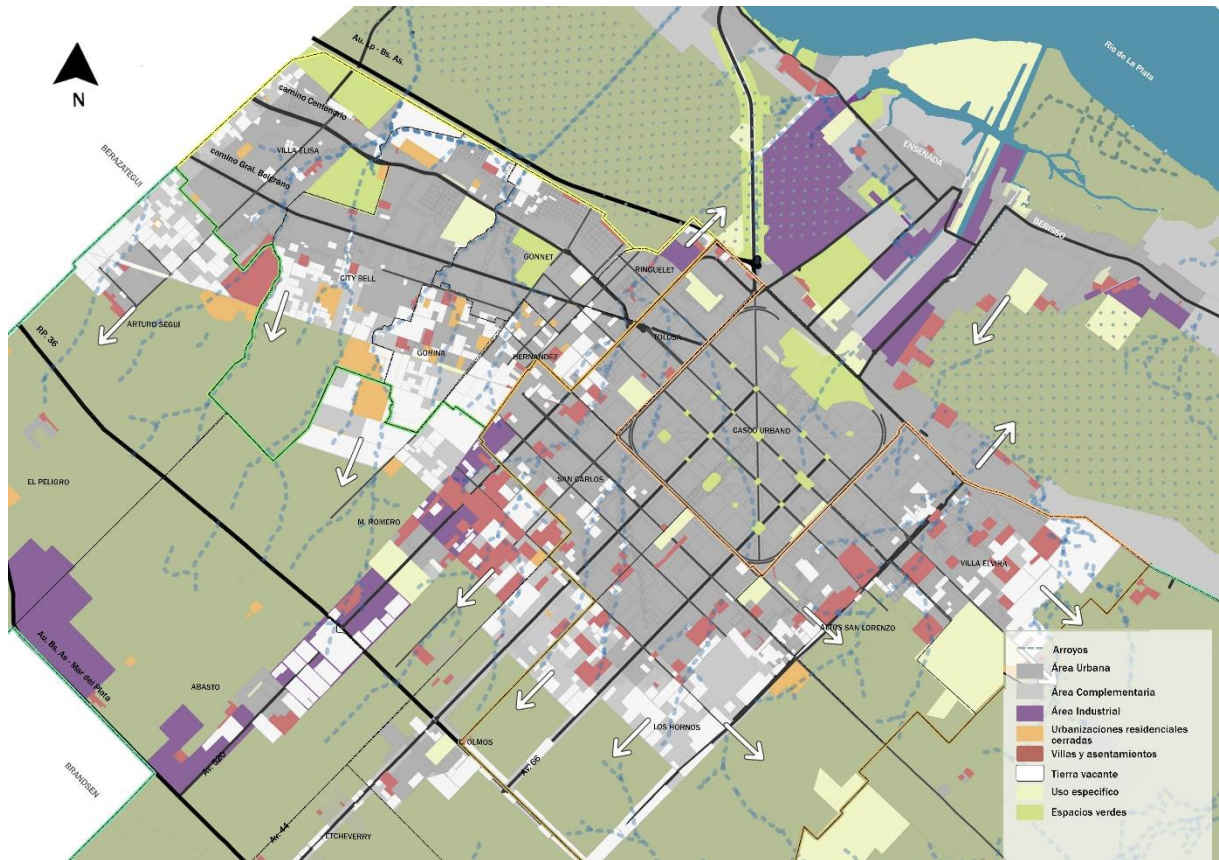 Au. Lp - Bs. As.
Río de La Plata
camino Centenario
VILLA ELISA
camino Gral. Belgrano
BERAZATEGUI
ENSENADA
BERISSO
GONNET
RINGUELET
CITY BELL
ARTURO SEGUI
RP. 36
GORINA
HERNANDEZ
TOLOSA
CASCO URBANO
EL PELIGRO
SAN CARLOS
M. ROMERO
VILLA ELVIRA
ALTOS SAN LORENZO
Au. Bs. As - Mar del Plata
ABASTO
LOS HORNOS
OLMOS
BRANDSEN
Av. 520
Av. 66
Av. 44
ETCHEVERRY
N
Arroyos
Área Urbana
Área Complementaria
Área Industrial
Urbanizaciones residenciales
cerradas
Villas y asentamientos
Tierra vacante
Uso específico
Espacios verdes